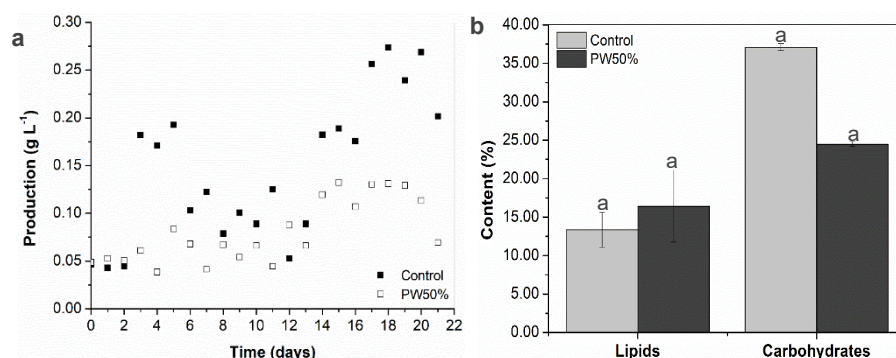 a
Production (g L⁻¹)
0.30
0.25
0.20
0.15
0.10
0.05
0.00
Control
PW50%
0 2 4 6 8 10 12 14 16 18 20 22
Time (days)
b
Content (%)
40.00
35.00
30.00
25.00
20.00
15.00
10.00
5.00
0.00
Control
PW50%
a
a
a
a
Lipids Carbohydrates